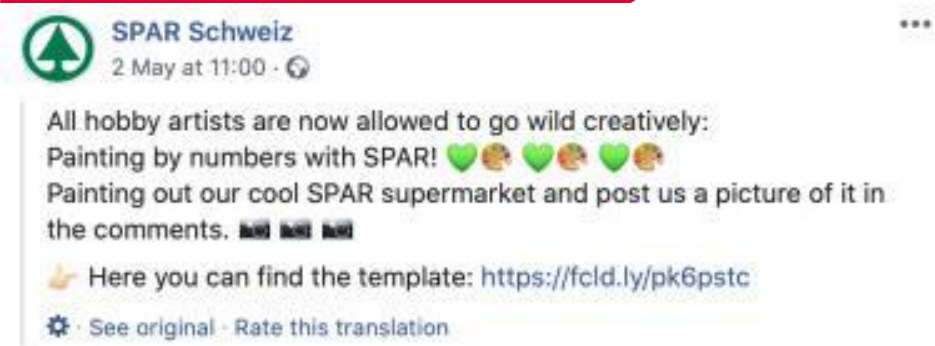 SPAR Schweiz
2 May at 11:00 ·
All hobby artists are now allowed to go wild creatively:
Painting by numbers with SPAR! 💚🎨 💚🎨 💚🎨
Painting out our cool SPAR supermarket and post us a picture of it in
the comments. 📷 📷 📷
👉🏻 Here you can find the template: https://fcld.ly/pk6pstc
· See original · Rate this translation